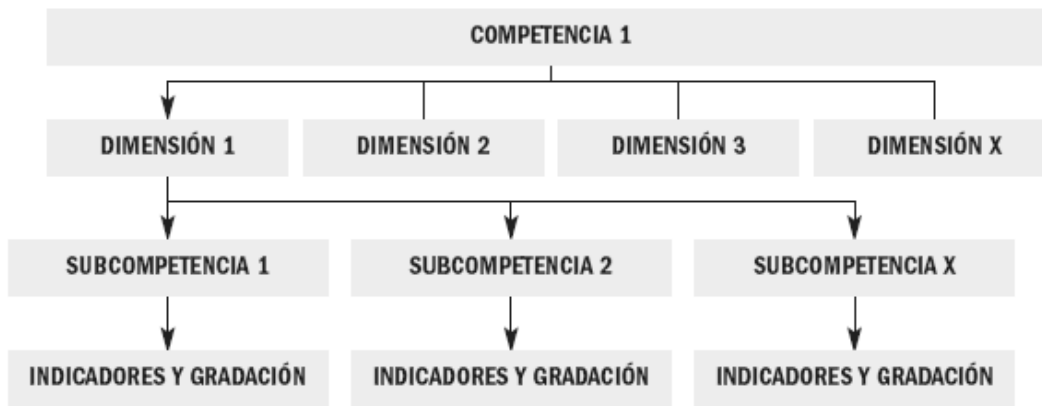 COMPETENCIA 1
DIMENSIÓN 1
DIMENSIÓN 2
DIMENSIÓN 3
DIMENSIÓN X
SUBCOMPETENCIA 1
SUBCOMPETENCIA 2
SUBCOMPETENCIA X
INDICADORES Y GRADACIÓN
INDICADORES Y GRADACIÓN
INDICADORES Y GRADACIÓN